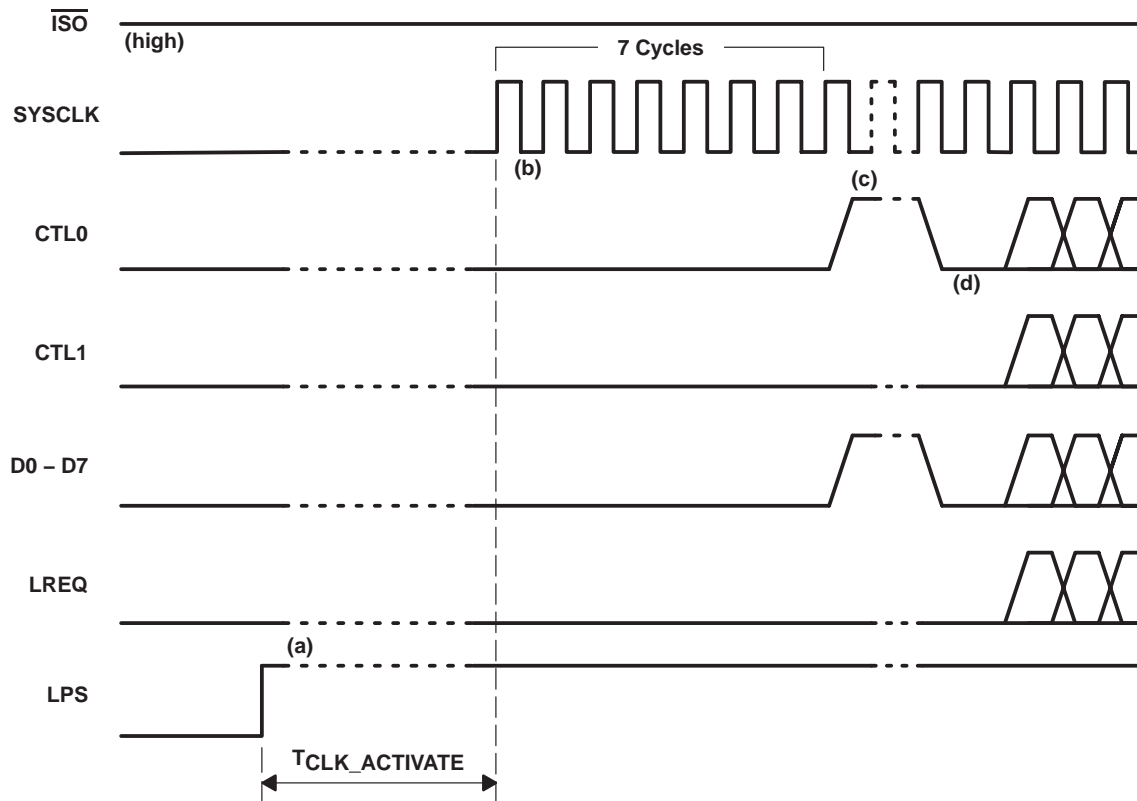 ISO
(high)
7 Cycles
SYSCLK
(b)
(c)
CTL0
(d)
CTL1
D0 – D7
LREQ
(a)
LPS
TCLK_ACTIVATE